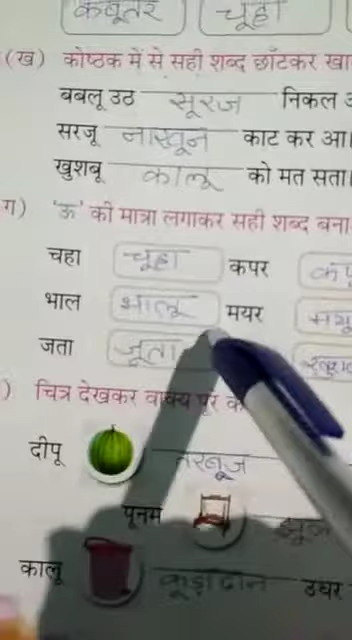 कबूतर चूहा
(ख) कोष्ठक में से सही शब्द छाँटकर
बबलू उठ सूरज निकल
सरजू नाखून काट कर आ।
खुशबू कालू को मत सता।
ग) 'ऊ' की मात्रा लगाकर सही शब्द बना
चहा चूहा कपर
भाल भालू मयर
जता जूता
) चित्र देखकर वाक्य पूर
दीपू तरबूज
पूनम
कालू कूड़ादान उधर